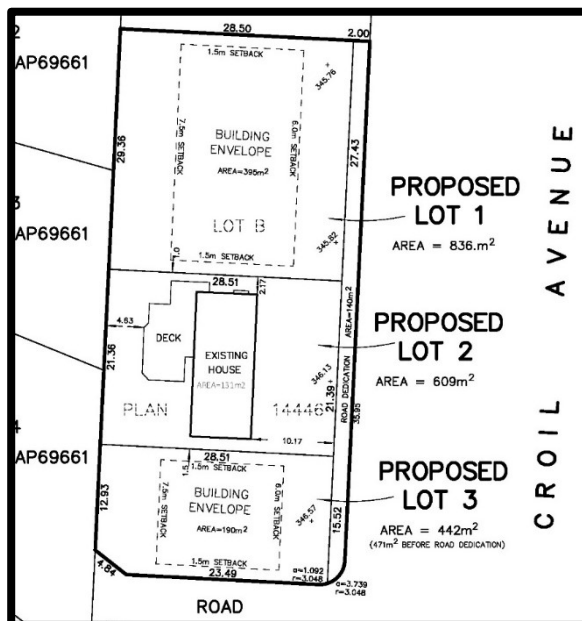 28.50
2.00
2
AP69661
1.5m SETBACK
345.76
7.5m SETBACK
6.0m SETBACK
29.36
27.43
BUILDING
ENVELOPE
AREA=395m²
LOT B
PROPOSED
LOT 1
AREA = 836.m²
3
AP69661
345.82
1.5m SETBACK
1.0
28.51
2.17
AREA=140m²
ROAD DEDICATION
4.63
DECK
EXISTING
HOUSE
AREA=131m²
21.36
346.13
21.39
35.95
PROPOSED
LOT 2
AREA = 609m²
PLAN
14446
10.17
4
AP69661
28.51
1.5
1.5m SETBACK
7.5m SETBACK
6.0m SETBACK
12.93
BUILDING
ENVELOPE
AREA=190m²
346.57
15.52
PROPOSED
LOT 3
AREA = 442m²
(471m² BEFORE ROAD DEDICATION)
1.5m SETBACK
4.84
23.49
a=1.092
r=3.048
a=3.739
r=3.048
ROAD
CROIL AVENUE